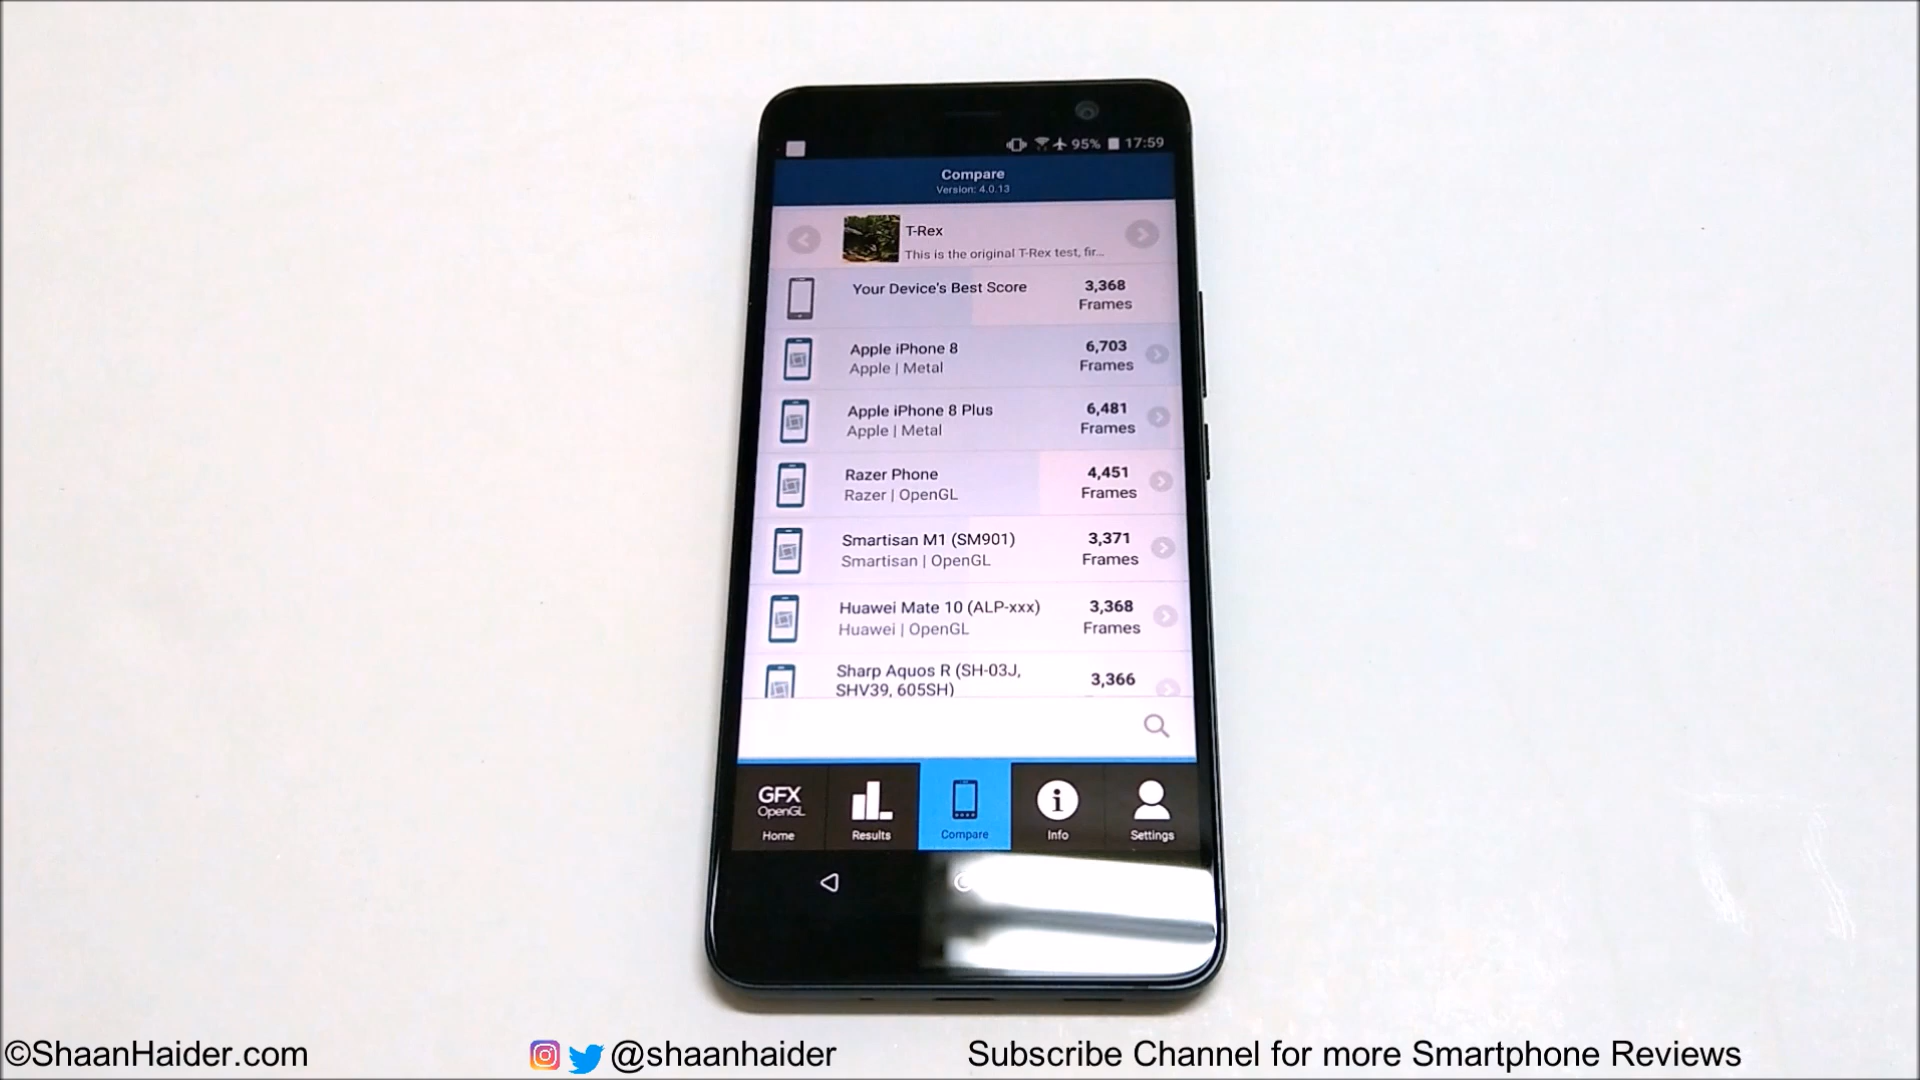 95% 17:59
Compare
Version: 4.0.13
T-Rex
This is the original T-Rex test, fir...
Your Device's Best Score
3,368
Frames
Apple iPhone 8
Apple | Metal
6,703
Frames
Apple iPhone 8 Plus
Apple | Metal
6,481
Frames
Razer Phone
Razer | OpenGL
4,451
Frames
Smartisan M1 (SM901)
Smartisan | OpenGL
3,371
Frames
Huawei Mate 10 (ALP-xxx)
Huawei | OpenGL
3,368
Frames
Sharp Aquos R (SH-03J,
SHV39, 605SH)
3,366
GFX
OpenGL
Home
Results
Compare
Info
Settings
©ShaanHaider.com
@shaanhaider
Subscribe Channel for more Smartphone Reviews